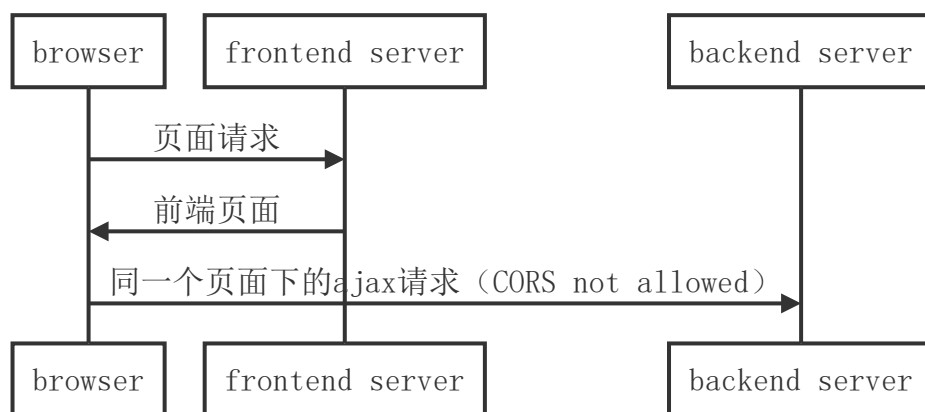 browser
frontend server
backend server
页面请求
前端页面
同一个页面下的ajax请求（CORS not allowed）
browser
frontend server
backend server